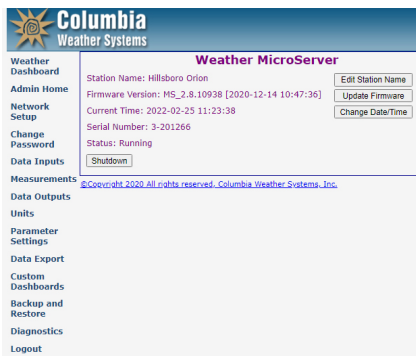 Columbia
Weather Systems
Weather
Dashboard
Admin Home
Network
Setup
Change
Password
Data Inputs
Measurements
Data Outputs
Units
Parameter
Settings
Data Export
Custom
Dashboards
Backup and
Restore
Diagnostics
Logout
Weather MicroServer
Station Name: Hillsboro Orion
Edit Station Name
Firmware Version: MS_2.8.10938 [2020-12-14 10:47:36]
Update Firmware
Current Time: 2022-02-25 11:23:38
Change Date/Time
Serial Number: 3-201266
Status: Running
Shutdown
©Copyright 2020 All rights reserved, Columbia Weather Systems, Inc.